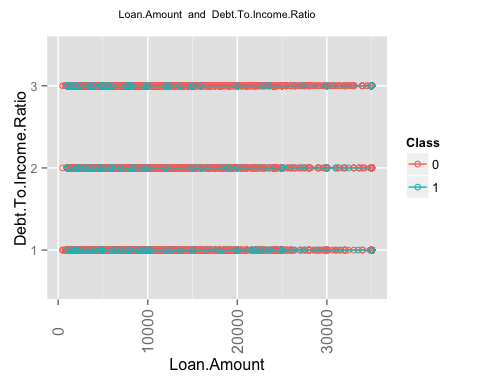 Loan.Amount and Debt.To.Income.Ratio
Debt.To.Income.Ratio
3
2
1
0
10000
20000
30000
Loan.Amount
Class
0
1